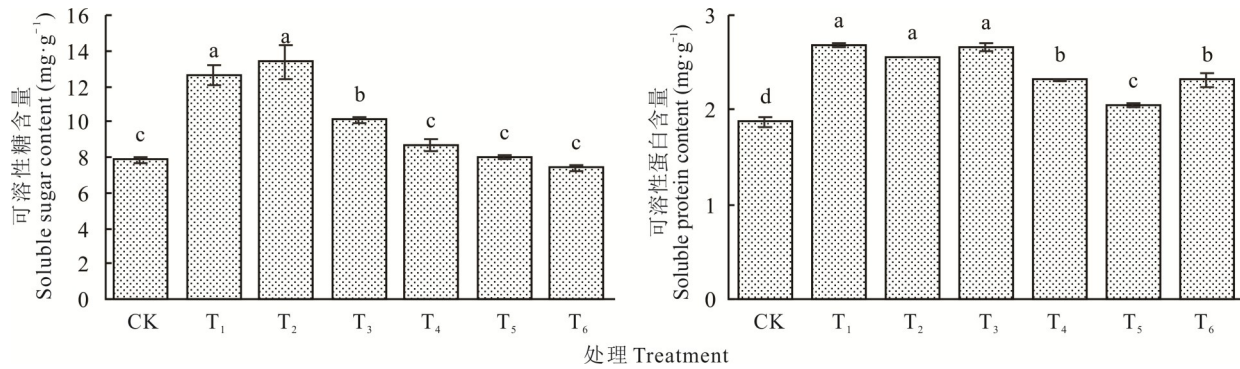 可溶性糖含量
Soluble sugar content (mg·g⁻¹)
16
14
12
10
8
6
4
2
0
c
a
a
b
c
c
c
CK
T₁
T₂
T₃
T₄
T₅
T₆
可溶性蛋白含量
Soluble protein content (mg·g⁻¹)
3
2
1
0
d
a
a
a
b
c
b
CK
T₁
T₂
T₃
T₄
T₅
T₆
处理 Treatment